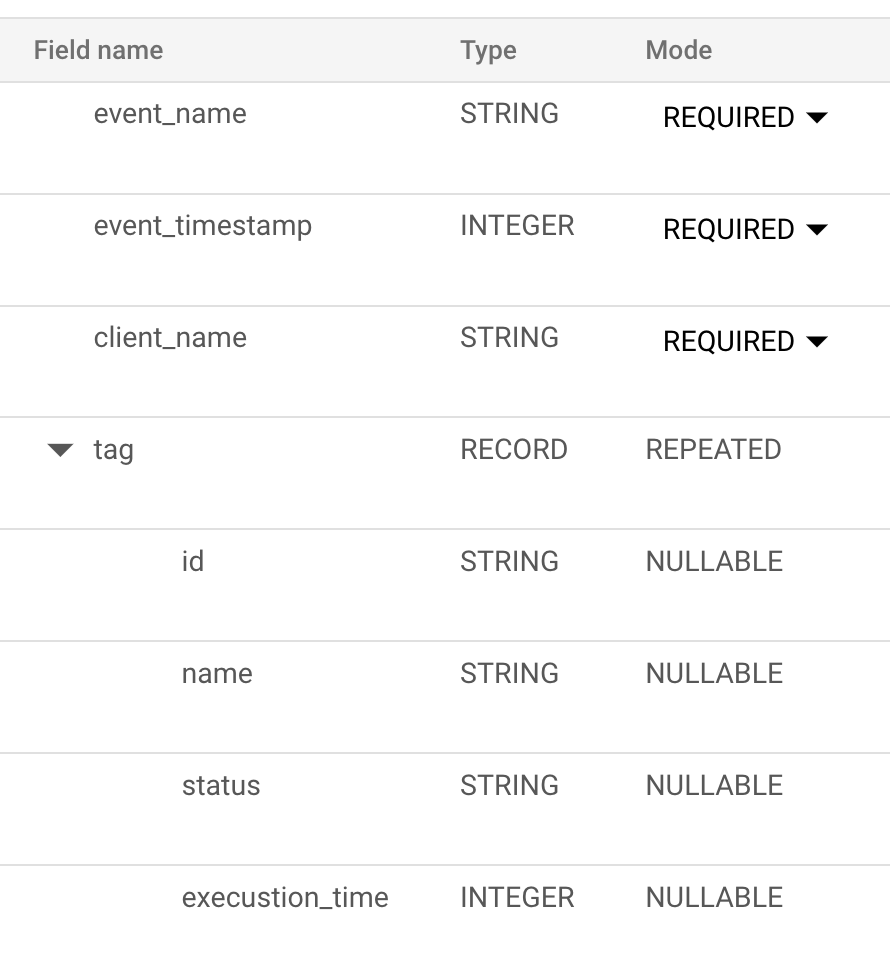 Field name Type Mode
event_name STRING REQUIRED
event_timestamp INTEGER REQUIRED
client_name STRING REQUIRED
tag RECORD REPEATED
id STRING NULLABLE
name STRING NULLABLE
status STRING NULLABLE
execustion_time INTEGER NULLABLE